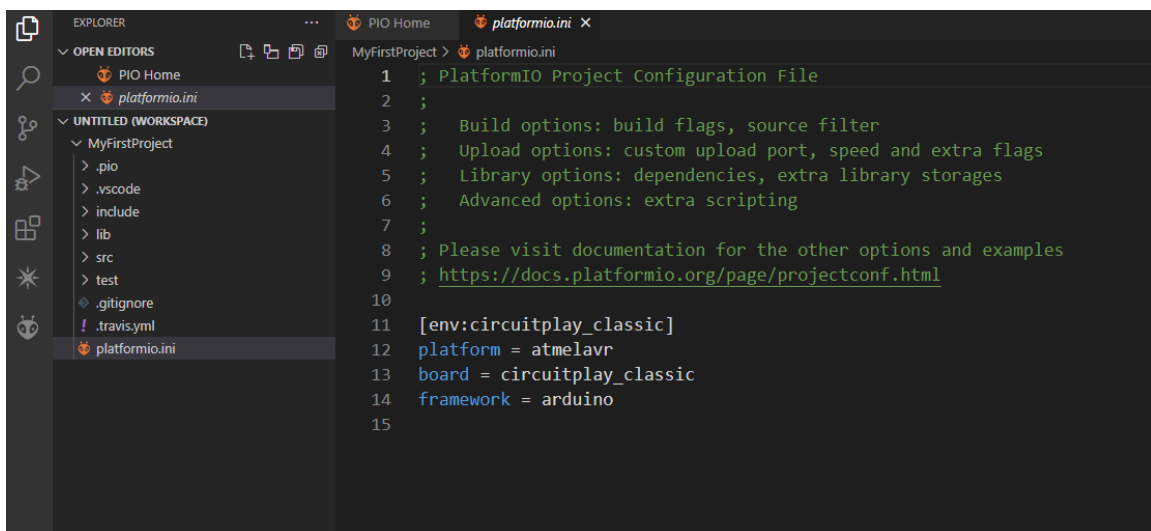 EXPLORER
OPEN EDITORS
PIO Home
platformio.ini
UNTITLED (WORKSPACE)
MyFirstProject
.pio
.vscode
include
lib
src
test
.gitignore
! .travis.yml
platformio.ini
PIO Home platformio.ini
MyFirstProject > platformio.ini
1 ; PlatformIO Project Configuration File
2 ;
3 ;   Build options: build flags, source filter
4 ;   Upload options: custom upload port, speed and extra flags
5 ;   Library options: dependencies, extra library storages
6 ;   Advanced options: extra scripting
7 ;
8 ; Please visit documentation for the other options and examples
9 ; https://docs.platformio.org/page/projectconf.html
10
11 [env:circuitplay_classic]
12 platform = atmelavr
13 board = circuitplay_classic
14 framework = arduino
15